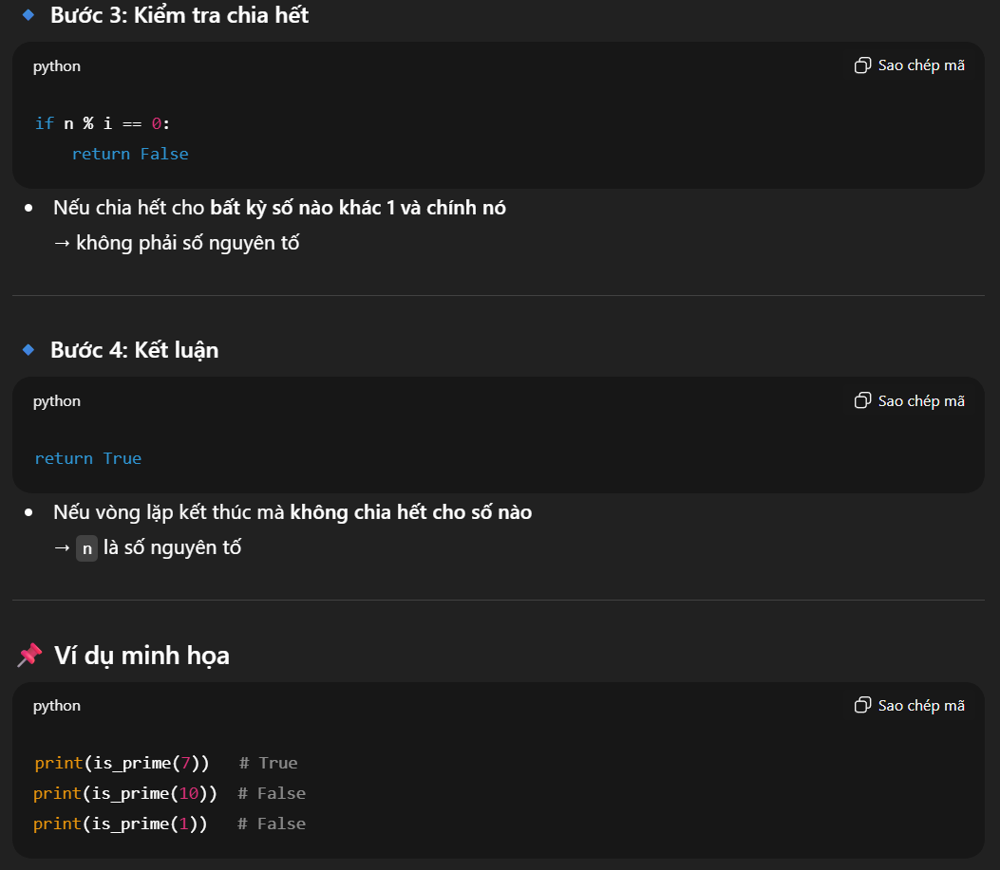 Bước 3: Kiểm tra chia hết
python
Sao chép mã
if n % i == 0:
    return False
• Nếu chia hết cho bất kỳ số nào khác 1 và chính nó
→ không phải số nguyên tố
Bước 4: Kết luận
python
Sao chép mã
return True
• Nếu vòng lặp kết thúc mà không chia hết cho số nào
→ n là số nguyên tố
📌 Ví dụ minh họa
python
Sao chép mã
print(is_prime(7))   # True
print(is_prime(10))  # False
print(is_prime(1))   # False